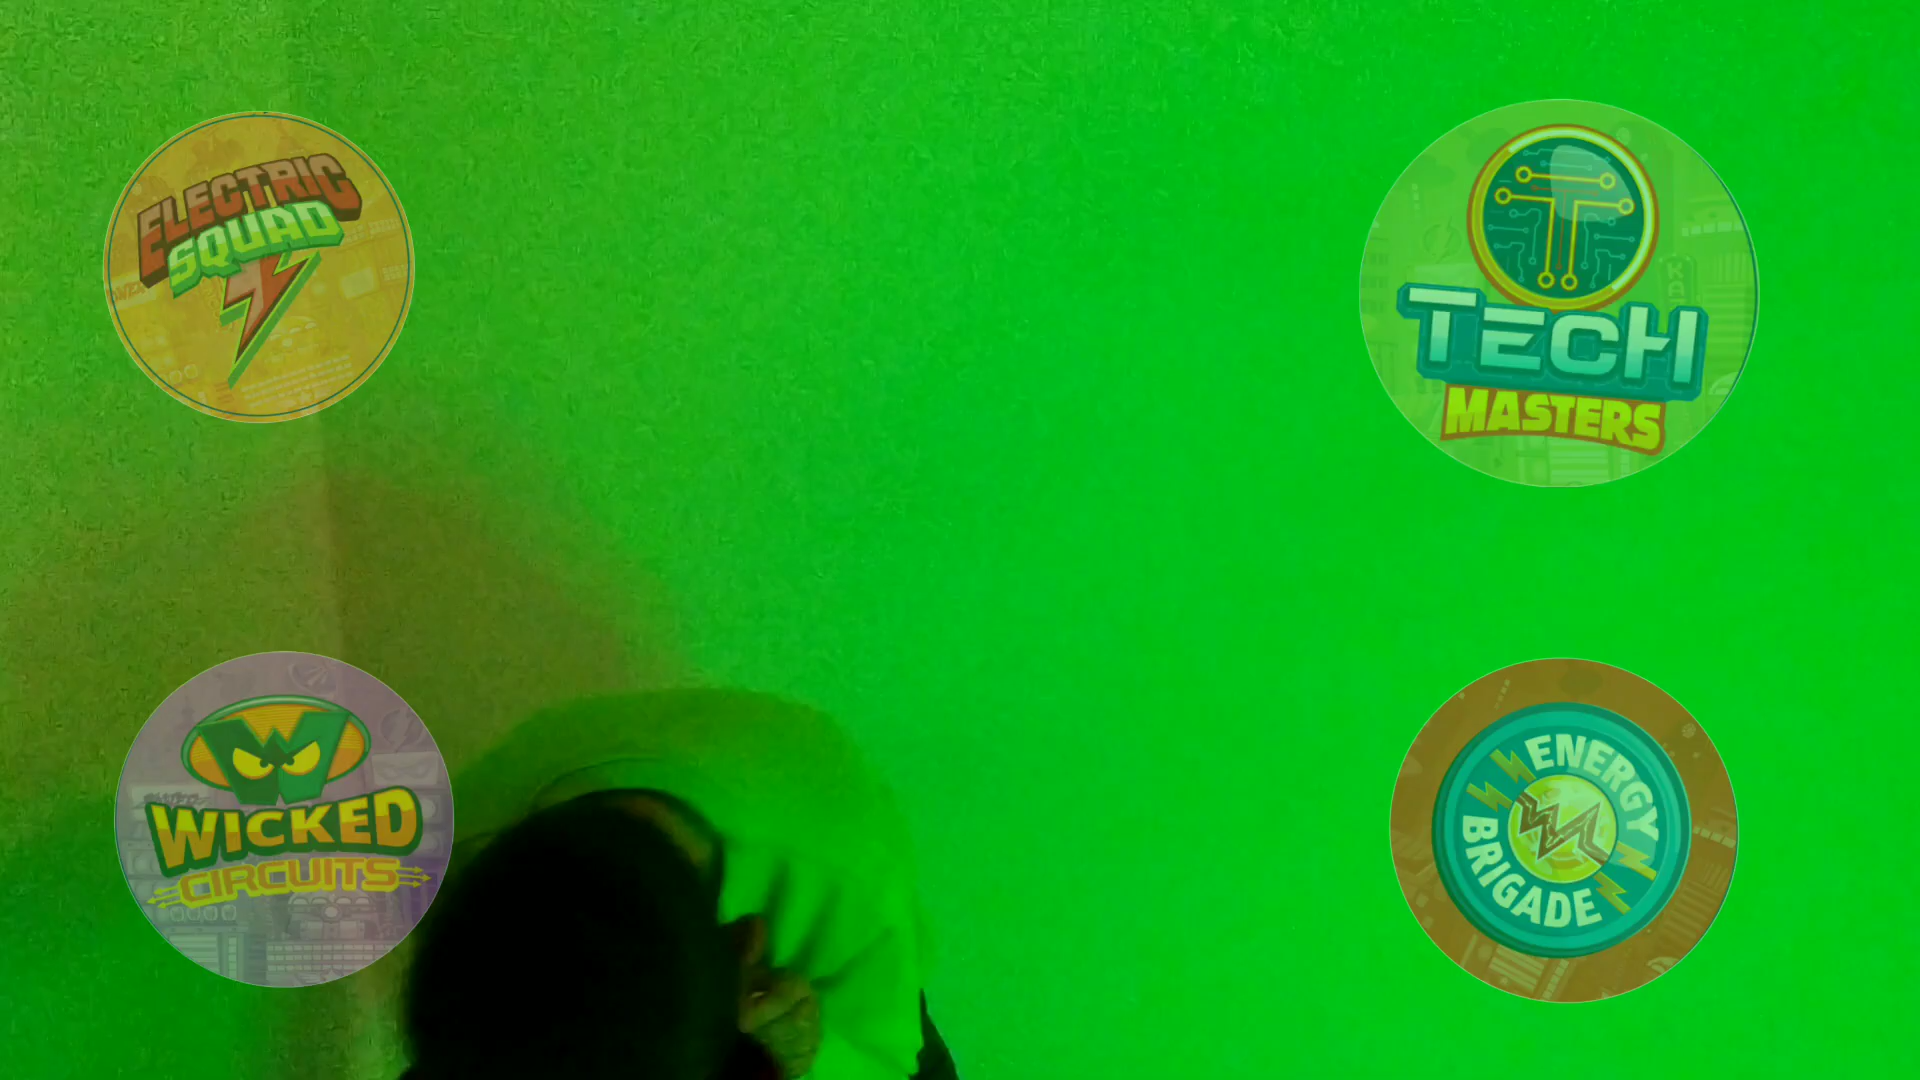 ELECTRIC
SQUAD
TECH
MASTERS
WICKED
CIRCUITS
ENERGY
BRIGADE